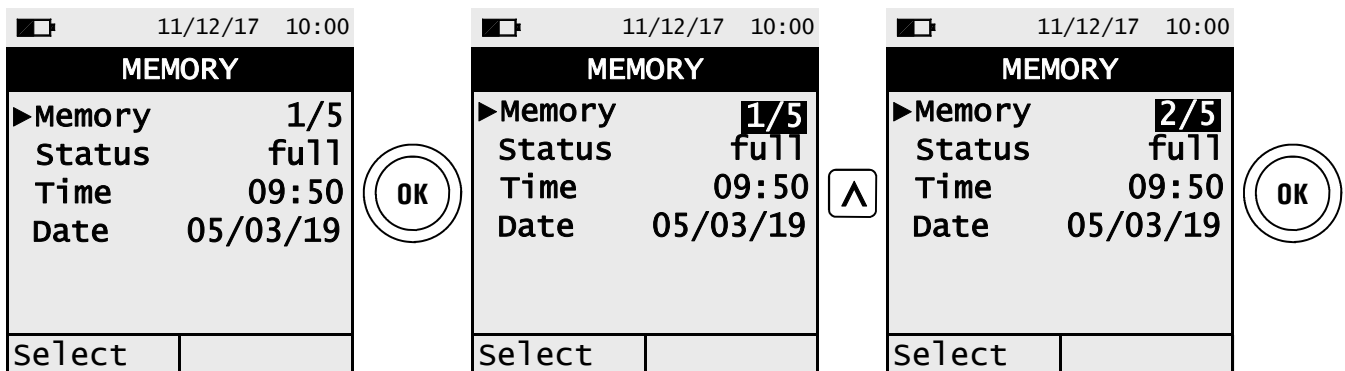 11/12/17 10:00
MEMORY
▶Memory 1/5
Status full
Time 09:50
Date 05/03/19
Select
OK
11/12/17 10:00
MEMORY
▶Memory 1/5
Status full
Time 09:50
Date 05/03/19
Select
11/12/17 10:00
MEMORY
▶Memory 2/5
Status full
Time 09:50
Date 05/03/19
Select
OK